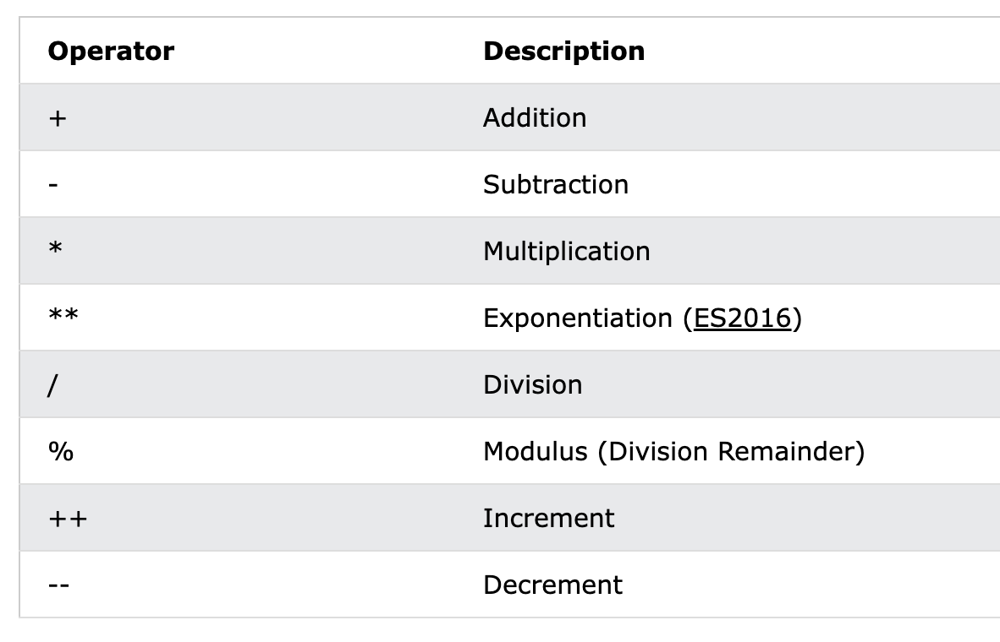 Operator Description
+ Addition
- Subtraction
* Multiplication
** Exponentiation (ES2016)
/ Division
% Modulus (Division Remainder)
++ Increment
-- Decrement